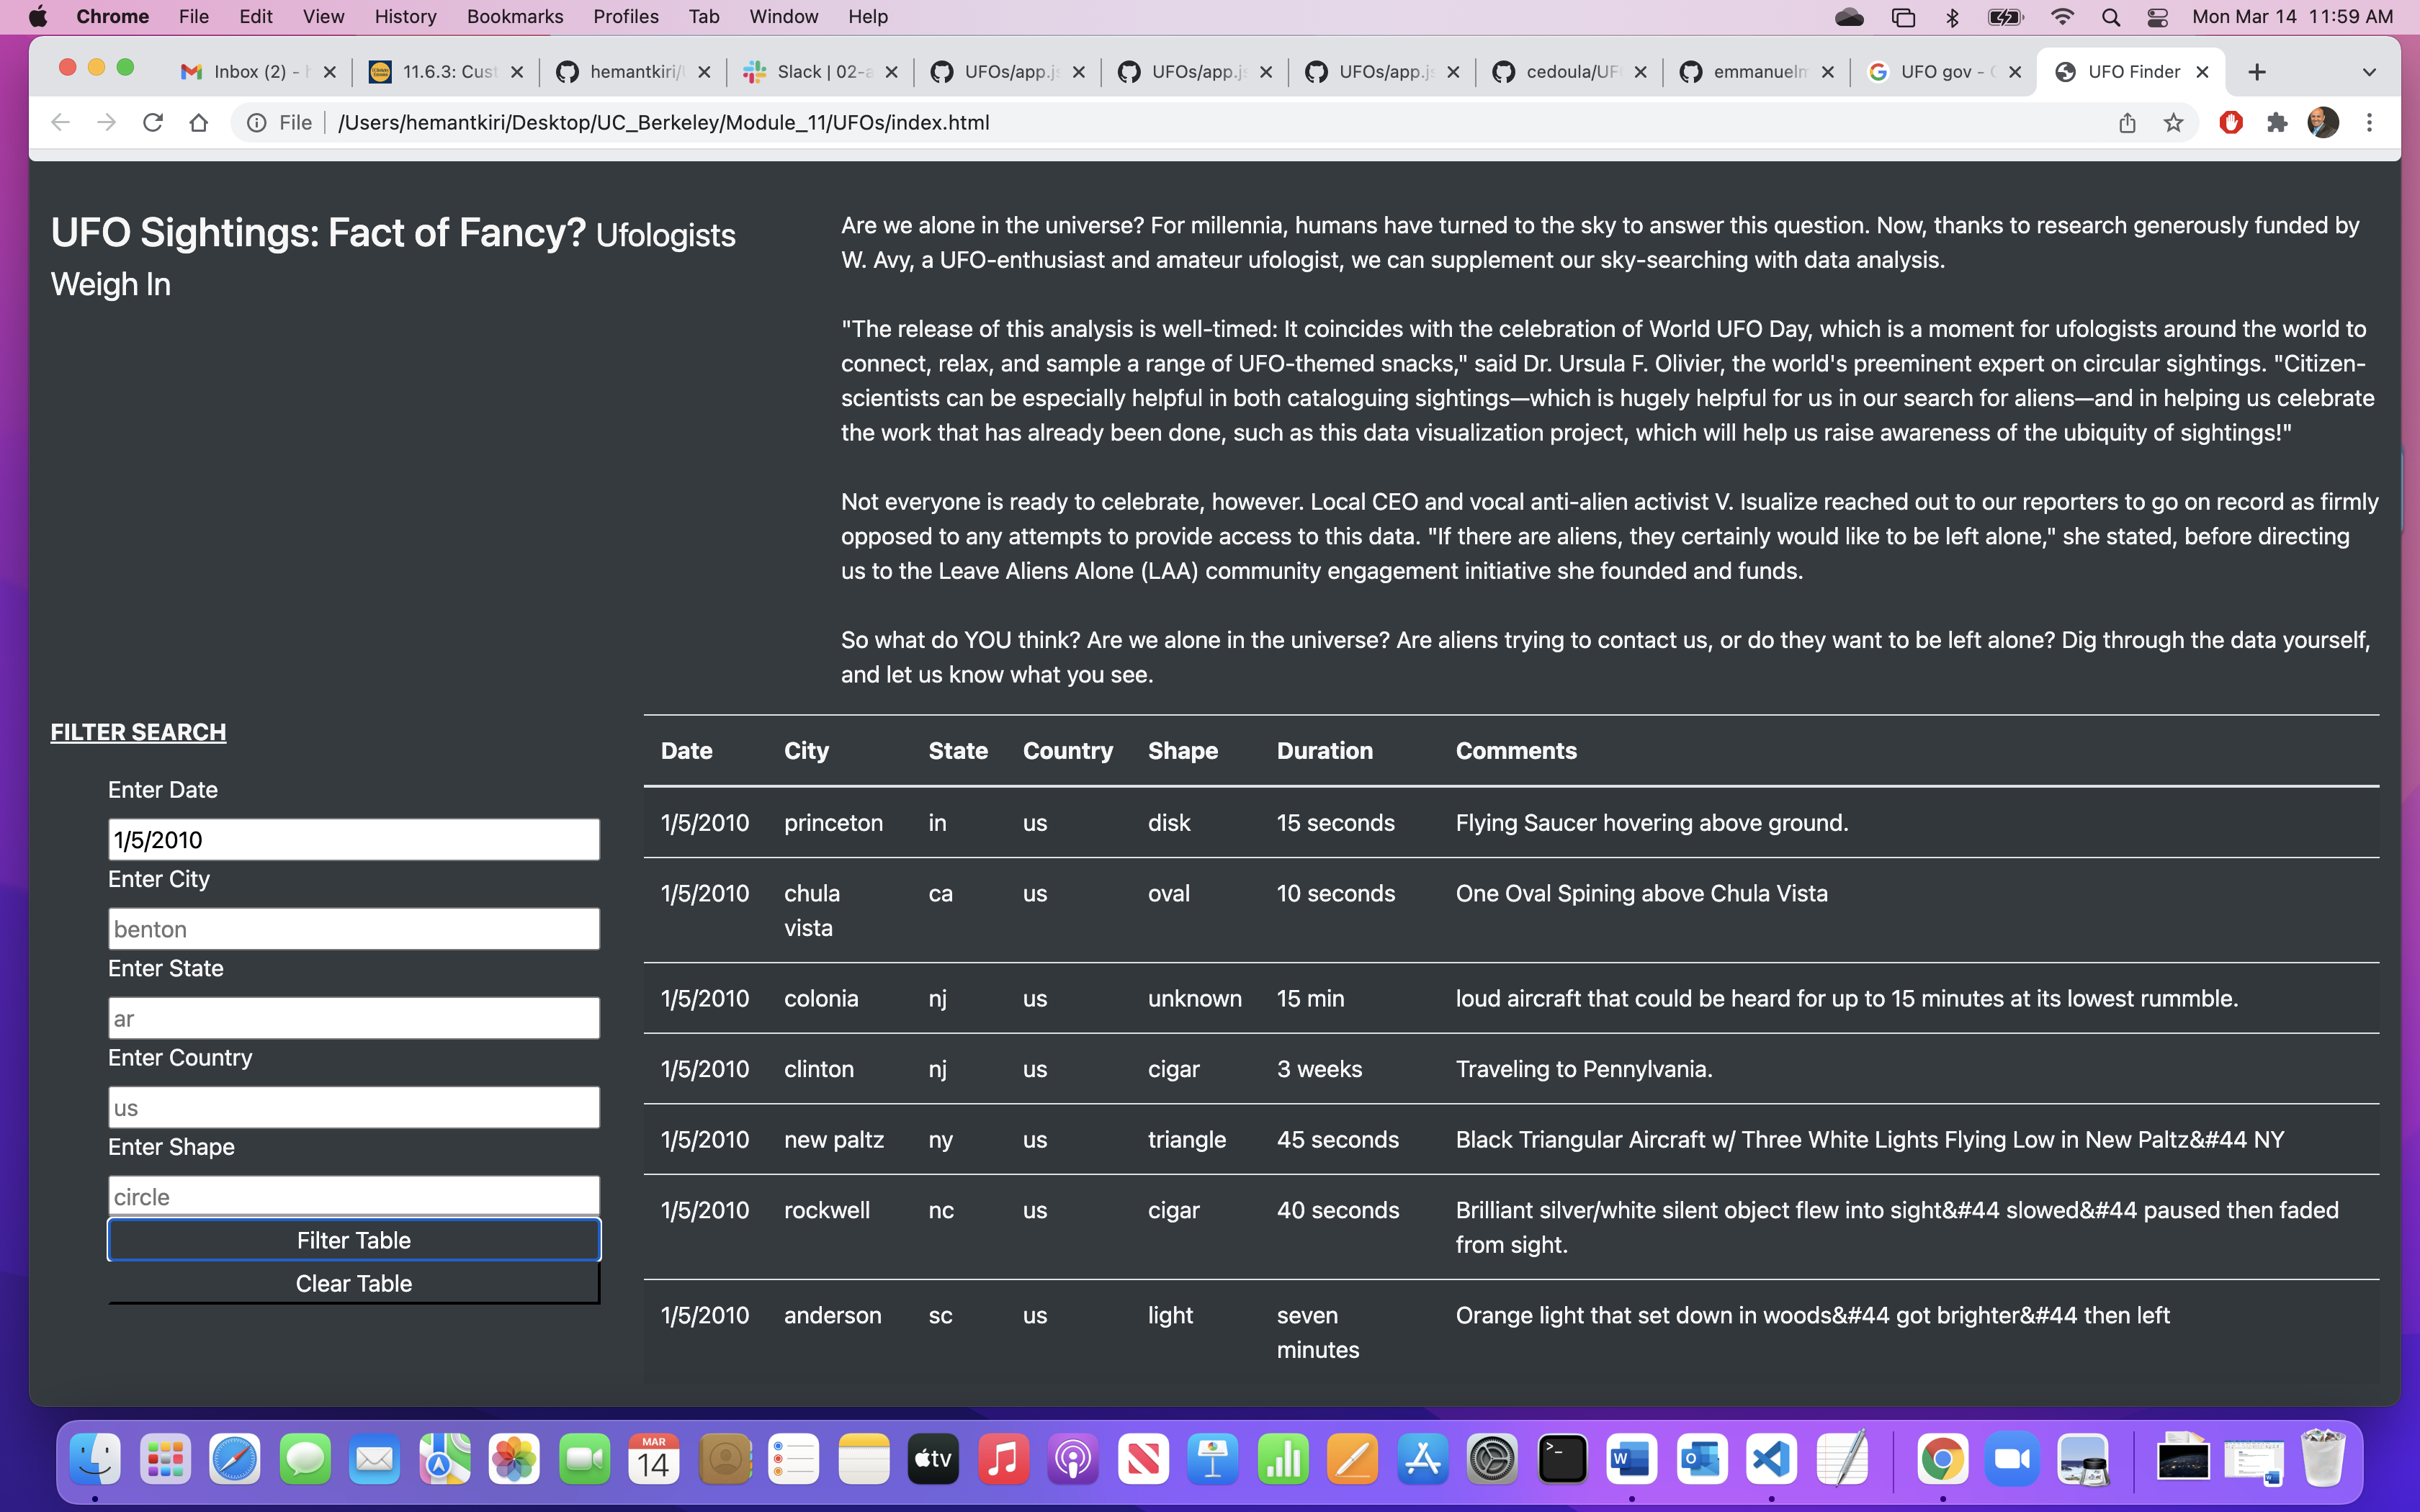 Chrome File Edit View History Bookmarks Profiles Tab Window Help Mon Mar 14 11:59 AM
Inbox (2) - 11.6.3: Cust hemantkiri/ Slack | 02- UFOs/app.js UFOs/app.js UFOs/app.js cedoula/UF emmanueln UFO gov - UFO Finder
File /Users/hemantkiri/Desktop/UC_Berkeley/Module_11/UFOs/index.html
UFO Sightings: Fact of Fancy? Ufologists
Weigh In
Are we alone in the universe? For millennia, humans have turned to the sky to answer this question. Now, thanks to research generously funded by
W. Avy, a UFO-enthusiast and amateur ufologist, we can supplement our sky-searching with data analysis.
"The release of this analysis is well-timed: It coincides with the celebration of World UFO Day, which is a moment for ufologists around the world to
connect, relax, and sample a range of UFO-themed snacks," said Dr. Ursula F. Olivier, the world's preeminent expert on circular sightings. "Citizen-
scientists can be especially helpful in both cataloguing sightings—which is hugely helpful for us in our search for aliens—and in helping us celebrate
the work that has already been done, such as this data visualization project, which will help us raise awareness of the ubiquity of sightings!"
Not everyone is ready to celebrate, however. Local CEO and vocal anti-alien activist V. Isualize reached out to our reporters to go on record as firmly
opposed to any attempts to provide access to this data. "If there are aliens, they certainly would like to be left alone," she stated, before directing
us to the Leave Aliens Alone (LAA) community engagement initiative she founded and funds.
So what do YOU think? Are we alone in the universe? Are aliens trying to contact us, or do they want to be left alone? Dig through the data yourself,
and let us know what you see.
FILTER SEARCH
Enter Date
1/5/2010
Enter City
benton
Enter State
ar
Enter Country
us
Enter Shape
circle
Filter Table
Clear Table
Date City State Country Shape Duration Comments
1/5/2010 princeton in us disk 15 seconds Flying Saucer hovering above ground.
1/5/2010 chula ca us oval 10 seconds One Oval Spining above Chula Vista
vista
1/5/2010 colonia nj us unknown 15 min loud aircraft that could be heard for up to 15 minutes at its lowest rummble.
1/5/2010 clinton nj us cigar 3 weeks Traveling to Pennylvania.
1/5/2010 new paltz ny us triangle 45 seconds Black Triangular Aircraft w/ Three White Lights Flying Low in New Paltz&#44 NY
1/5/2010 rockwell nc us cigar 40 seconds Brilliant silver/white silent object flew into sight&#44 slowed&#44 paused then faded
from sight.
1/5/2010 anderson sc us light seven Orange light that set down in woods&#44 got brighter&#44 then left
minutes
MAR
14
tv